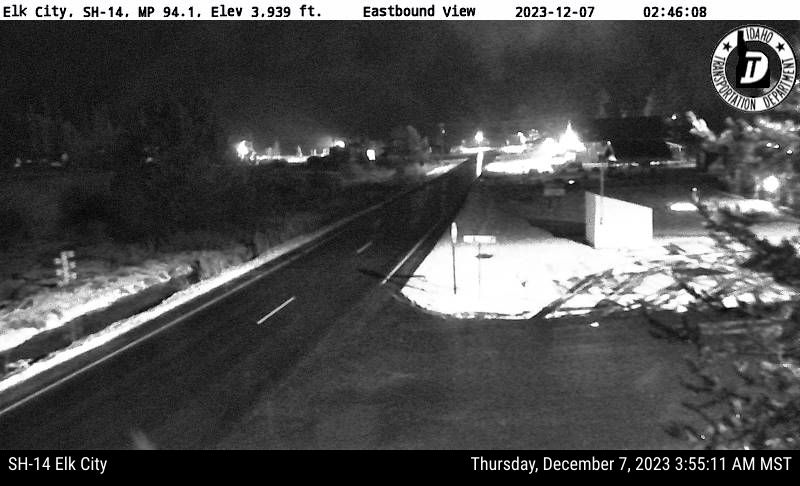 Elk City, SH-14, MP 94.1, Elev 3,939 ft. Eastbound View 2023-12-07 02:46:08
IDAHO
TRANSPORTATION DEPARTMENT
SH-14 Elk City Thursday, December 7, 2023 3:55:11 AM MST